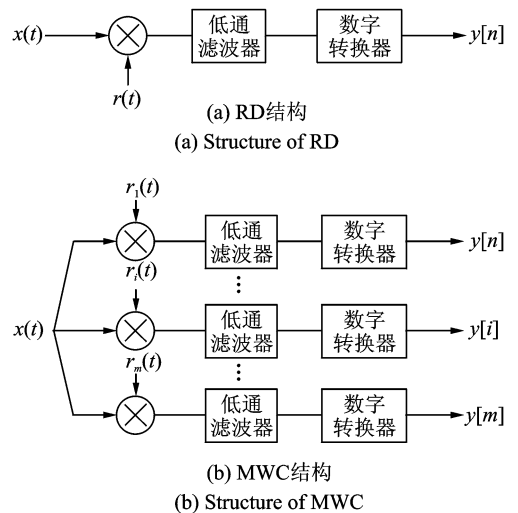 x(t)
低通
滤波器
数字
转换器
y[n]
r(t)
(a) RD结构
(a) Structure of RD
r1(t)
低通
滤波器
数字
转换器
y[n]
ri(t)
x(t)
低通
滤波器
数字
转换器
y[i]
rm(t)
低通
滤波器
数字
转换器
y[m]
(b) MWC结构
(b) Structure of MWC